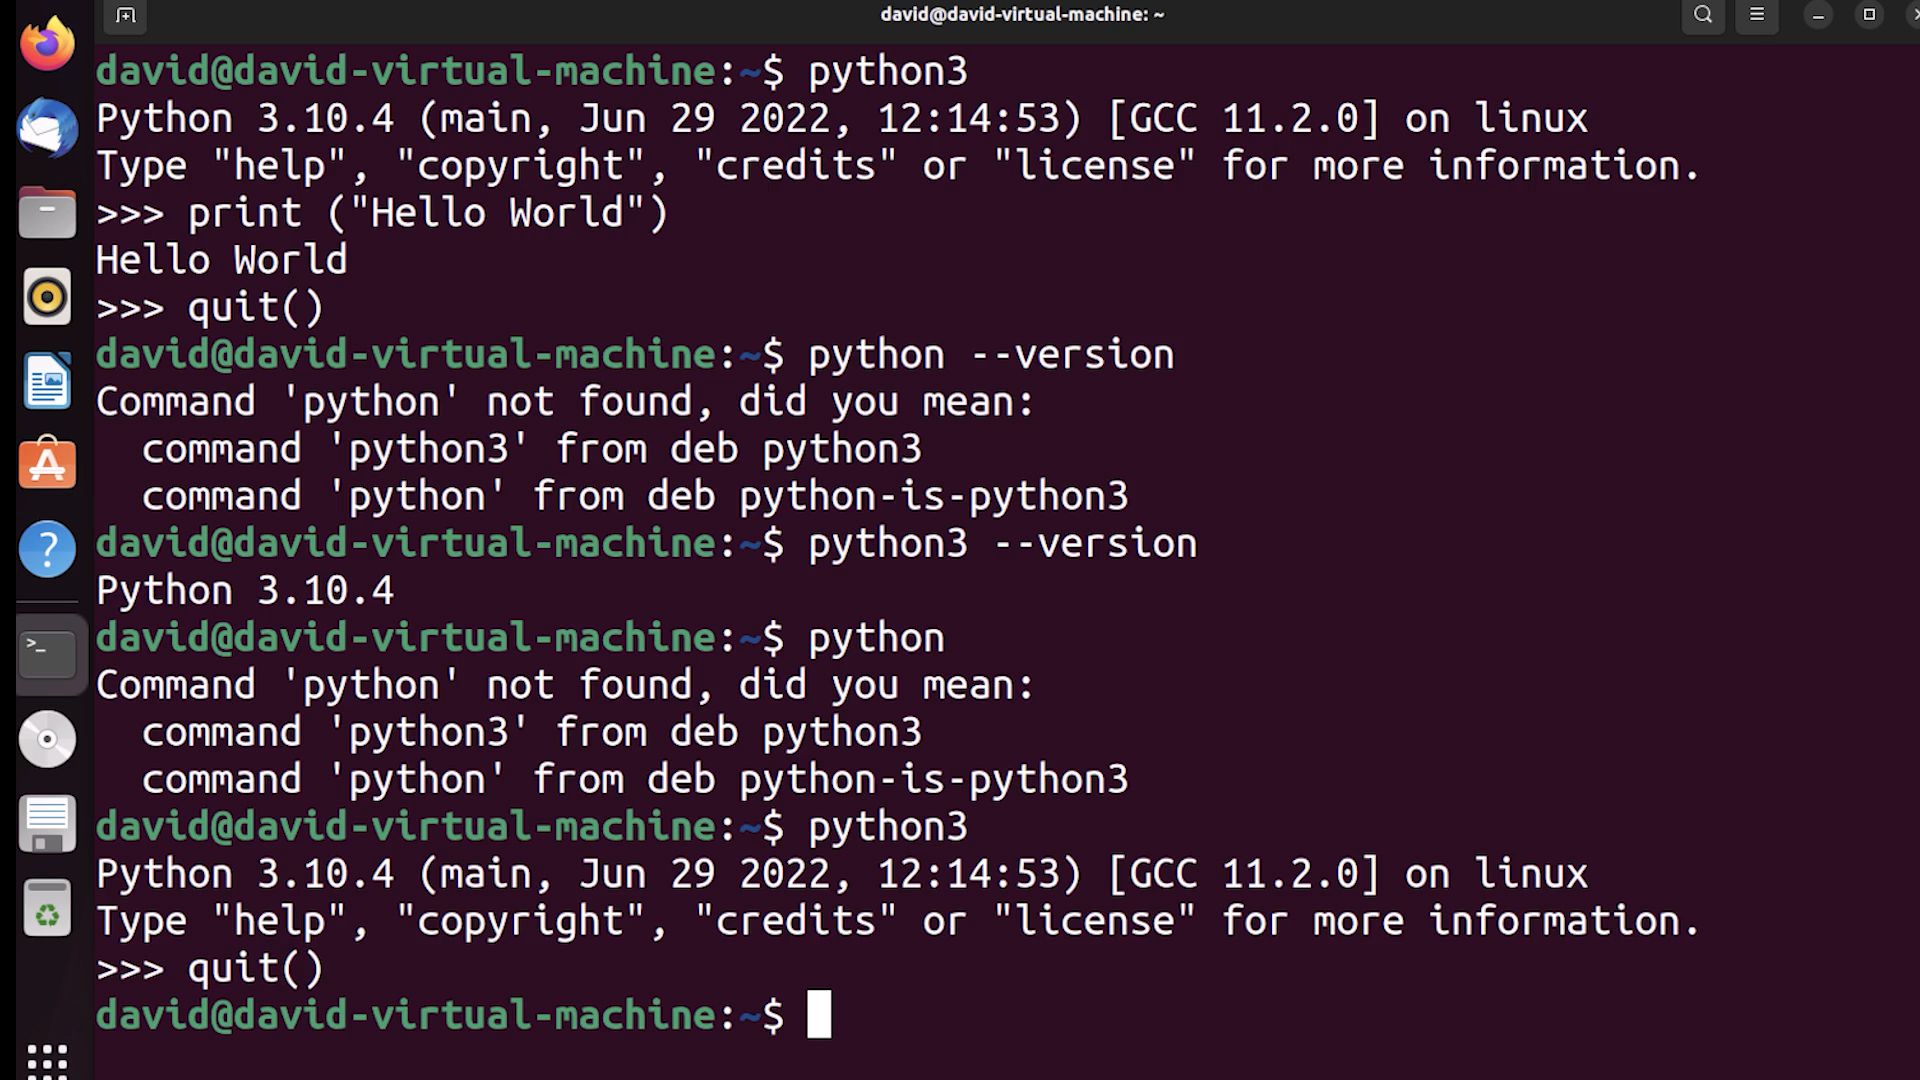 david@david-virtual-machine: ~
david@david-virtual-machine:~$ python3
Python 3.10.4 (main, Jun 29 2022, 12:14:53) [GCC 11.2.0] on linux
Type "help", "copyright", "credits" or "license" for more information.
>>> print ("Hello World")
Hello World
>>> quit()
david@david-virtual-machine:~$ python --version
Command 'python' not found, did you mean:
  command 'python3' from deb python3
  command 'python' from deb python-is-python3
david@david-virtual-machine:~$ python3 --version
Python 3.10.4
david@david-virtual-machine:~$ python
Command 'python' not found, did you mean:
  command 'python3' from deb python3
  command 'python' from deb python-is-python3
david@david-virtual-machine:~$ python3
Python 3.10.4 (main, Jun 29 2022, 12:14:53) [GCC 11.2.0] on linux
Type "help", "copyright", "credits" or "license" for more information.
>>> quit()
david@david-virtual-machine:~$